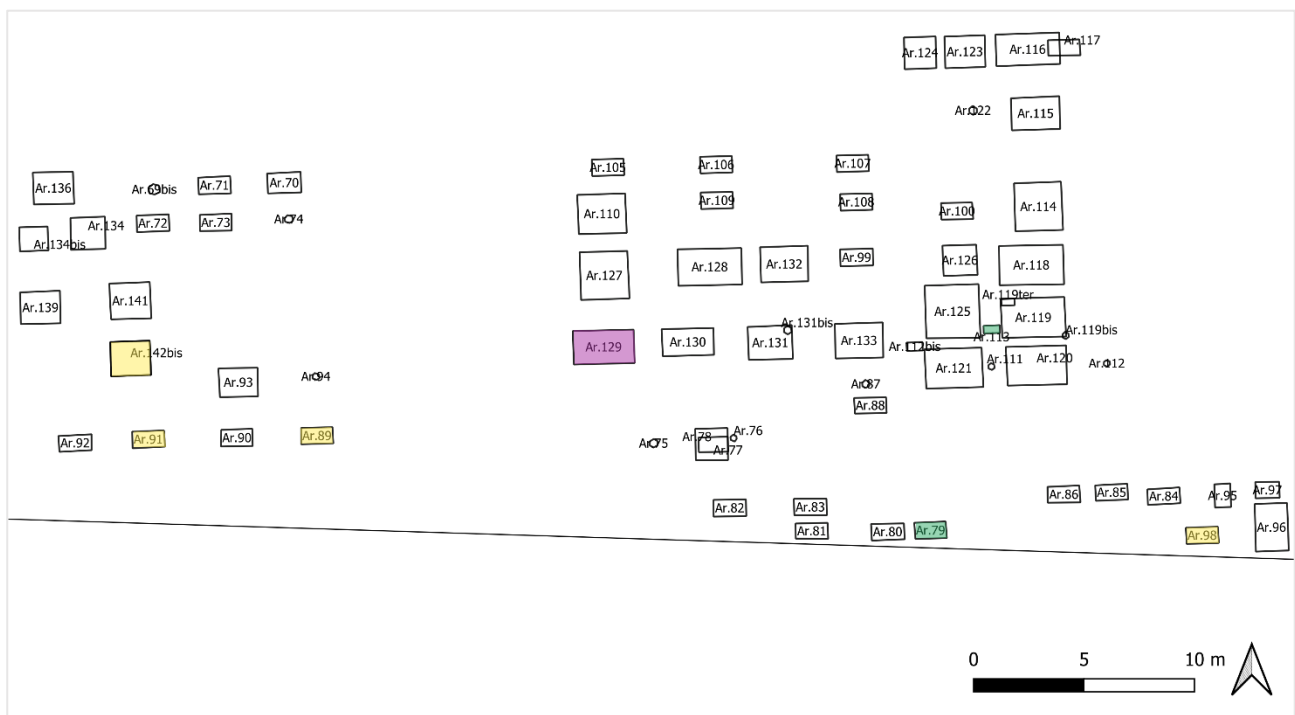 Ar.124 Ar.123 Ar.116 Ar.117
Ar.122 Ar.115
Ar.105 Ar.106 Ar.107
Ar.136 Ar.69bis Ar.71 Ar.70
Ar.109 Ar.108 Ar.100 Ar.114
Ar.110
Ar.134 Ar.72 Ar.73 Ar.74
Ar.134bis
Ar.127 Ar.128 Ar.132 Ar.99 Ar.126 Ar.118
Ar.139 Ar.141
Ar.119ter
Ar.125 Ar.119
Ar.131bis Ar.119bis
Ar.113
Ar.129 Ar.130 Ar.131 Ar.133 Ar.112bis
Ar.142bis
Ar.121 Ar.111 Ar.120 Ar.112
Ar.93 Ar.94 Ar.87
Ar.88
Ar.92 Ar.91 Ar.90 Ar.89
Ar.75 Ar.78 Ar.76
Ar.77
Ar.86 Ar.85 Ar.84 Ar.95 Ar.97
Ar.82 Ar.83
Ar.81 Ar.80 Ar.79 Ar.98 Ar.96
0 5 10 m